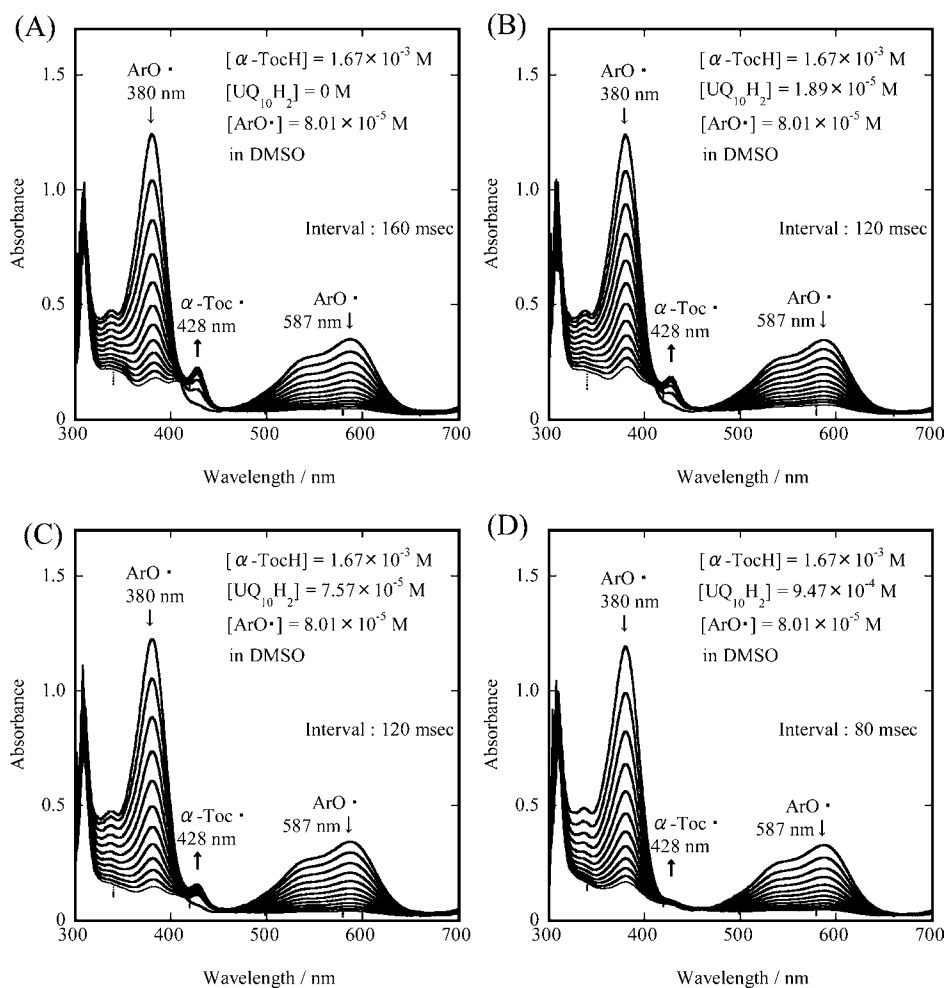 (A)
1.5
1.0
0.5
0
Absorbance
ArO・
380 nm
↓
[α-TocH] = 1.67×10⁻³ M
[UQ₁₀H₂] = 0 M
[ArO・] = 8.01×10⁻⁵ M
in DMSO
Interval : 160 msec
α-Toc・
428 nm
ArO・
587 nm ↓
300 400 500 600 700
Wavelength / nm
(B)
1.5
1.0
0.5
0
Absorbance
ArO・
380 nm
↓
[α-TocH] = 1.67×10⁻³ M
[UQ₁₀H₂] = 1.89×10⁻⁵ M
[ArO・] = 8.01×10⁻⁵ M
in DMSO
Interval : 120 msec
α-Toc・
428 nm
ArO・
587 nm ↓
300 400 500 600 700
Wavelength / nm
(C)
1.5
1.0
0.5
0
Absorbance
ArO・
380 nm
↓
[α-TocH] = 1.67×10⁻³ M
[UQ₁₀H₂] = 7.57×10⁻⁵ M
[ArO・] = 8.01×10⁻⁵ M
in DMSO
Interval : 120 msec
α-Toc・
428 nm
ArO・
587 nm ↓
300 400 500 600 700
Wavelength / nm
(D)
1.5
1.0
0.5
0
Absorbance
ArO・
380 nm
↓
[α-TocH] = 1.67×10⁻³ M
[UQ₁₀H₂] = 9.47×10⁻⁴ M
[ArO・] = 8.01×10⁻⁵ M
in DMSO
Interval : 80 msec
α-Toc・
428 nm
ArO・
587 nm ↓
300 400 500 600 700
Wavelength / nm